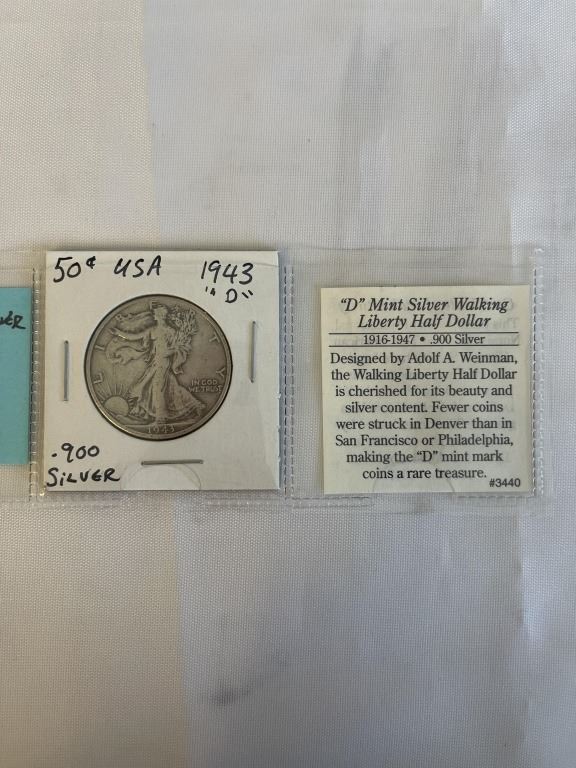 50¢ USA 1943
"D"
LIBERTY
IN GOD
WE TRUST
1943
.900
SILVER
"D" Mint Silver Walking
Liberty Half Dollar
1916-1947 • .900 Silver
Designed by Adolf A. Weinman,
the Walking Liberty Half Dollar
is cherished for its beauty and
silver content. Fewer coins
were struck in Denver than in
San Francisco or Philadelphia,
making the "D" mint mark
coins a rare treasure.
#3440